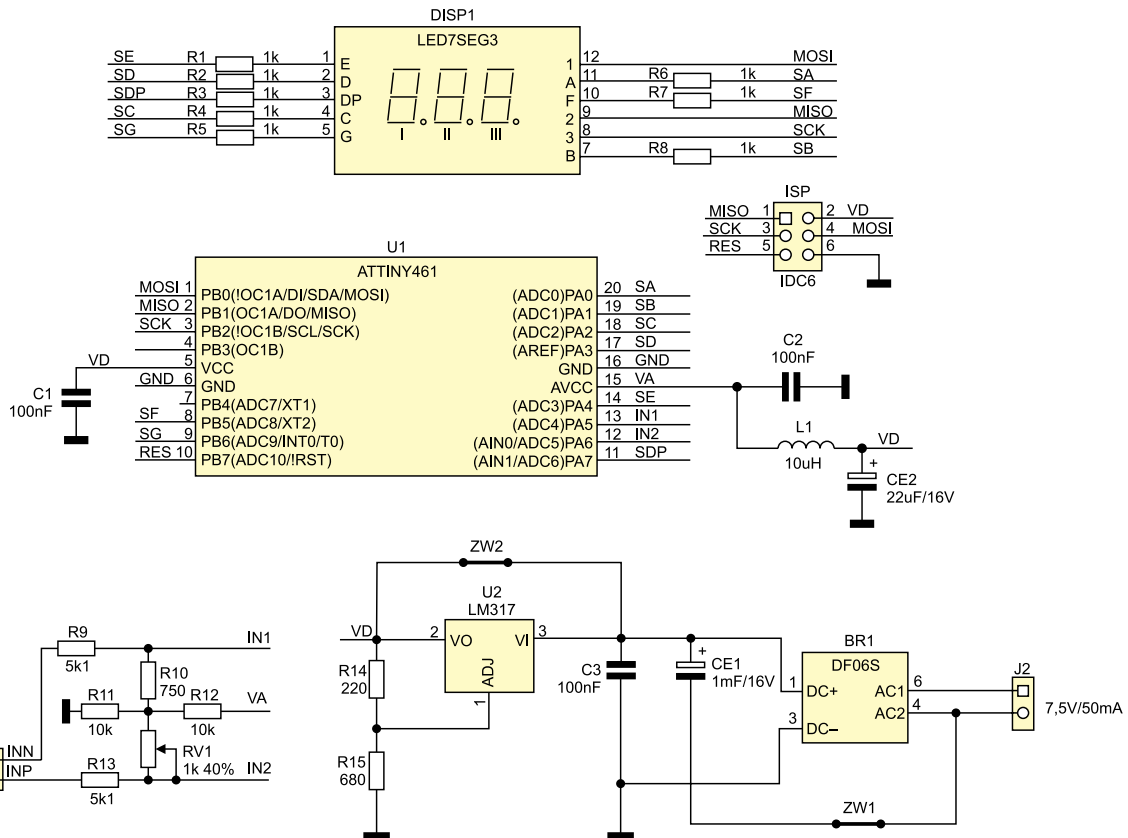 DISP1
LED7SEG3
SE R1 1k 1 E
SD R2 1k 2 D
SDP R3 1k 3 DP
SC R4 1k 4 C
SG R5 1k 5 G
I II III
1 12 MOSI
A 11 R6 1k SA
F 10 R7 1k SF
2 9 MISO
3 8 SCK
B 7 R8 1k SB
ISP
MISO 1 2 VD
SCK 3 4 MOSI
RES 5 6
IDC6
U1
ATTINY461
MOSI 1 PB0(!OC1A/DI/SDA/MOSI)
MISO 2 PB1(OC1A/DO/MISO)
SCK 3 PB2(!OC1B/SCL/SCK)
4 PB3(OC1B)
VD 5 VCC
GND 6 GND
7 PB4(ADC7/XT1)
SF 8 PB5(ADC8/XT2)
SG 9 PB6(ADC9/INT0/T0)
RES 10 PB7(ADC10/!RST)
(ADC0)PA0 20 SA
(ADC1)PA1 19 SB
(ADC2)PA2 18 SC
(AREF)PA3 17 SD
GND 16 GND
AVCC 15 VA
(ADC3)PA4 14 SE
(ADC4)PA5 13 IN1
(AIN0/ADC5)PA6 12 IN2
(AIN1/ADC6)PA7 11 SDP
C1
100nF
C2
100nF
L1
10uH
VD
+
CE2
22uF/16V
ZW2
U2
LM317
VD 2 VO VI 3
ADJ
1
R14
220
R15
680
C3
100nF
+
CE1
1mF/16V
BR1
DF06S
1 DC+ AC1 6
3 DC– AC2 4
J2
7,5V/50mA
ZW1
R9
5k1
IN1
R10
750
R11
10k
R12
10k
VA
RV1
1k 40%
INN
INP
R13
5k1
IN2